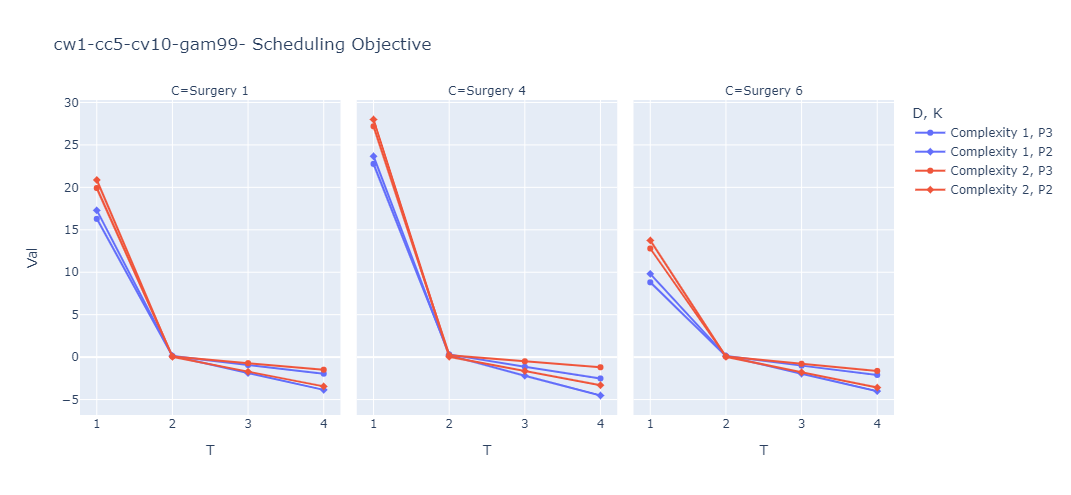 cw1-cc5-cv10-gam99- Scheduling Objective
C=Surgery 1
C=Surgery 4
C=Surgery 6
D, K
Complexity 1, P3
Complexity 1, P2
Complexity 2, P3
Complexity 2, P2
Val
30
25
20
15
10
5
0
−5
1 2 3 4
1 2 3 4
1 2 3 4
T
T
T